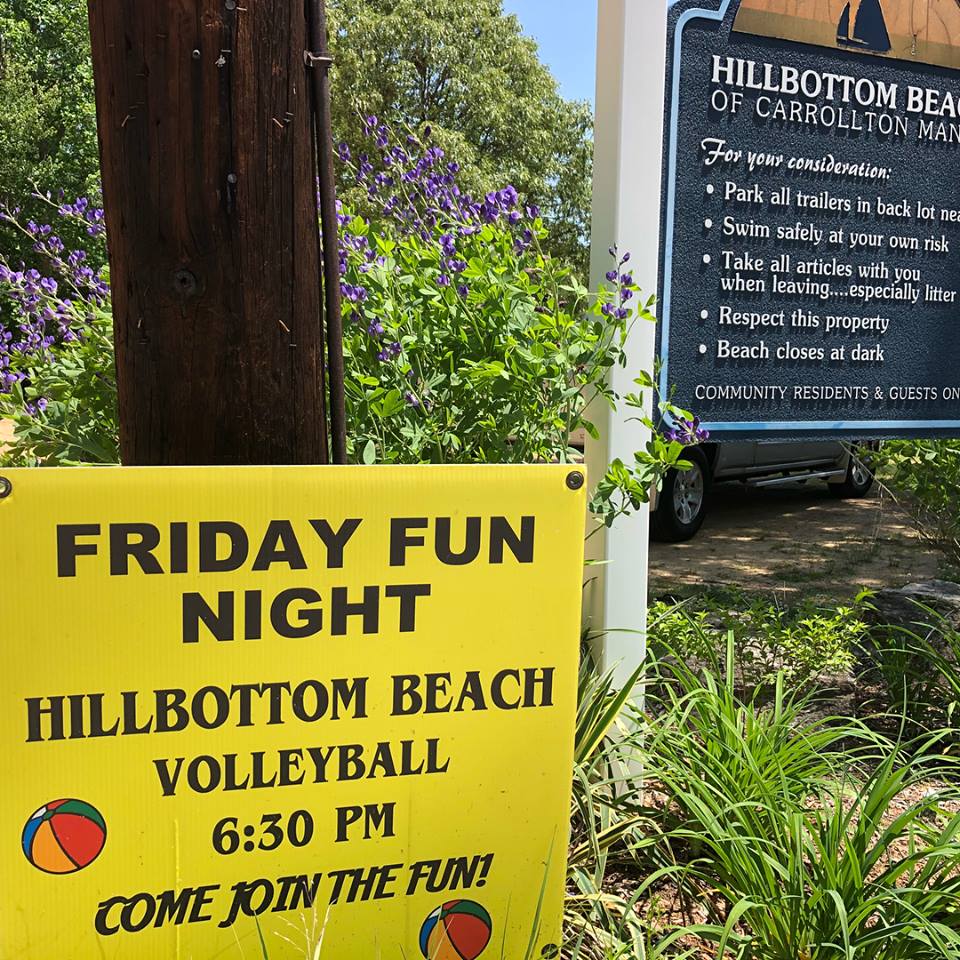 FRIDAY FUN
NIGHT
HILLBOTTOM BEACH
VOLLEYBALL
6:30 PM
COME JOIN THE FUN!
HILLBOTTOM BEAC
OF CARROLLTON MAN
For your consideration:
• Park all trailers in back lot nea
• Swim safely at your own risk
• Take all articles with you
when leaving....especially litter
• Respect this property
• Beach closes at dark
COMMUNITY RESIDENTS & GUESTS ON